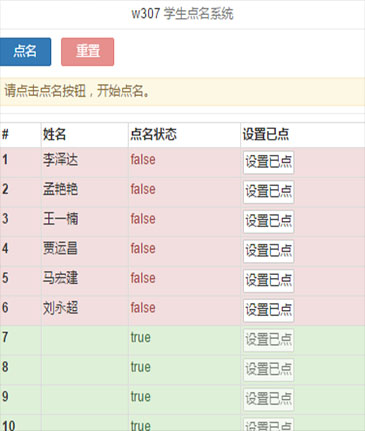 w307 学生点名系统
点名 重置
请点击点名按钮，开始点名。
# 姓名 点名状态 设置已点
1 李泽达 false 设置已点
2 孟艳艳 false 设置已点
3 王一楠 false 设置已点
4 贾运昌 false 设置已点
5 马宏建 false 设置已点
6 刘永超 false 设置已点
7 true 设置已点
8 true 设置已点
9 true 设置已点
10 true 设置已点